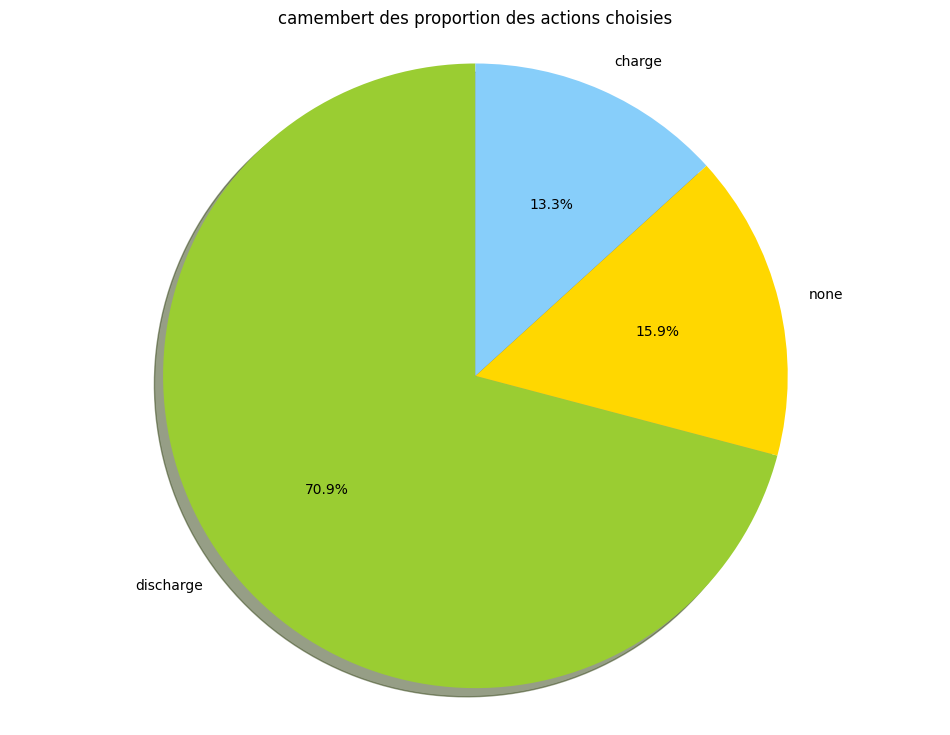 camembert des proportion des actions choisies
charge
13.3%
none
15.9%
70.9%
discharge